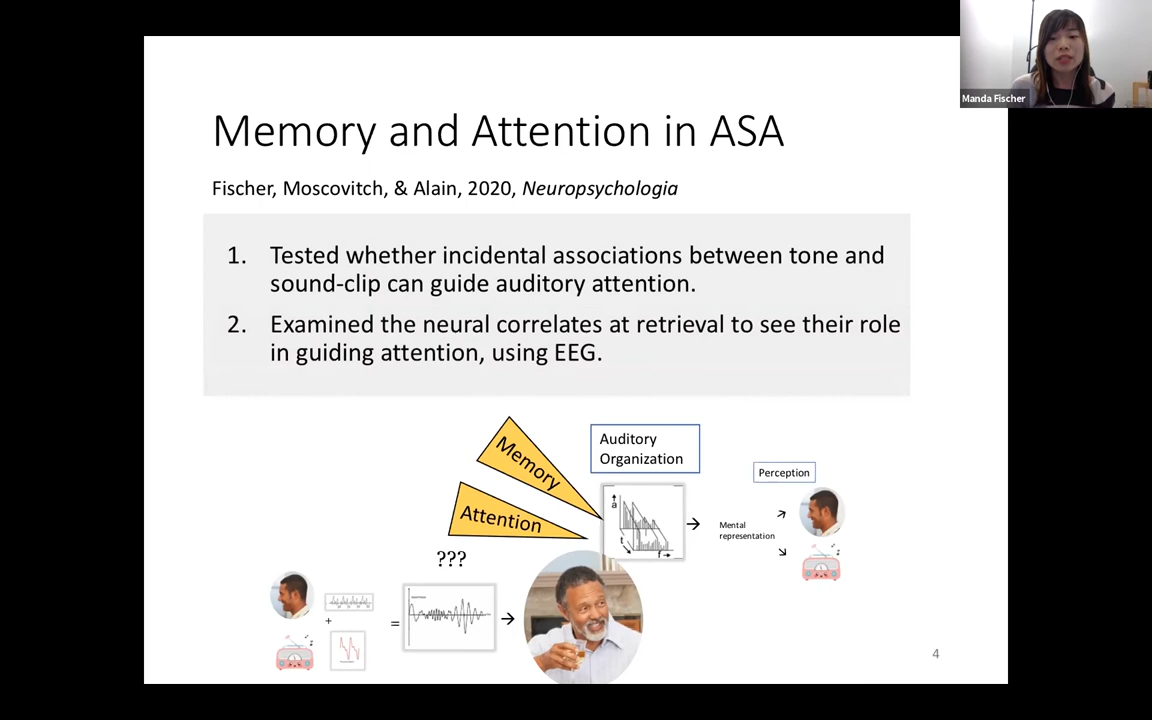 Manda Fischer
Memory and Attention in ASA
Fischer, Moscovitch, & Alain, 2020, Neuropsychologia
1. Tested whether incidental associations between tone and
sound-clip can guide auditory attention.
2. Examined the neural correlates at retrieval to see their role
in guiding attention, using EEG.
Memory
Attention
Auditory
Organization
Perception
a
t
f
Mental
representation
???
+
=
4